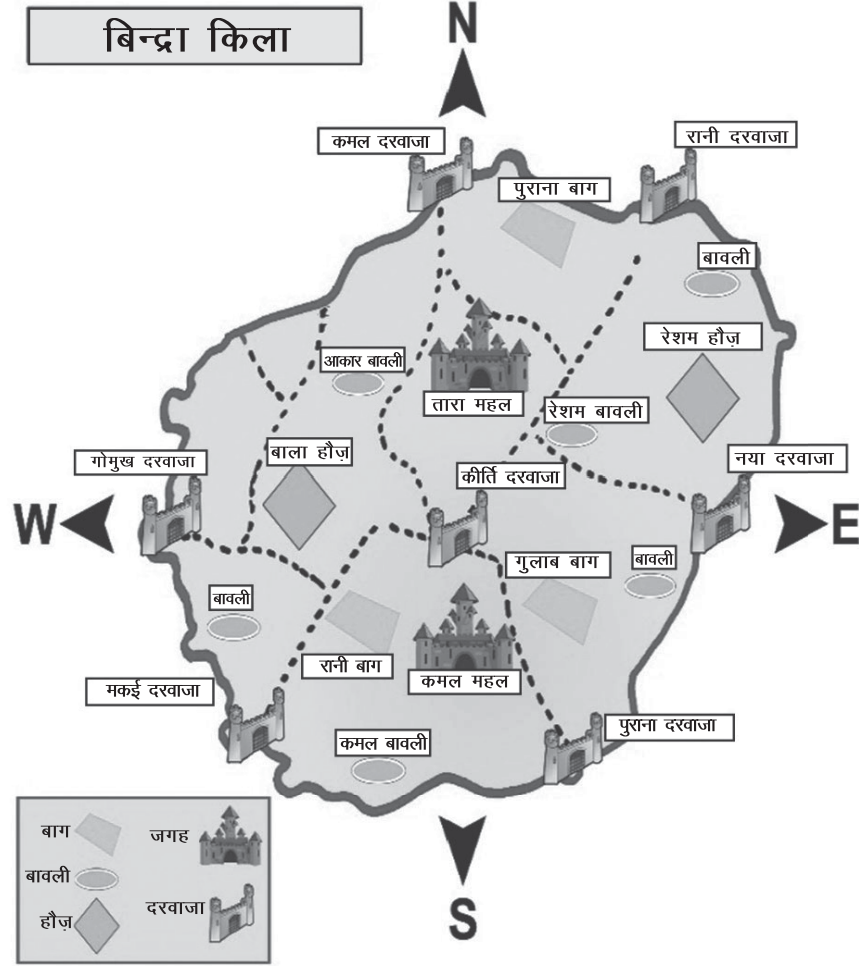 बिन्द्रा किला
N
कमल दरवाजा
रानी दरवाजा
पुराना बाग
बावली
रेशम हौज़
आकार बावली
तारा महल
रेशम बावली
बाला हौज़
गोमुख दरवाजा
नया दरवाजा
कीर्ति दरवाजा
W
E
गुलाब बाग
बावली
बावली
रानी बाग
कमल महल
मकई दरवाजा
पुराना दरवाजा
कमल बावली
बाग
जगह
बावली
दरवाजा
हौज़
S